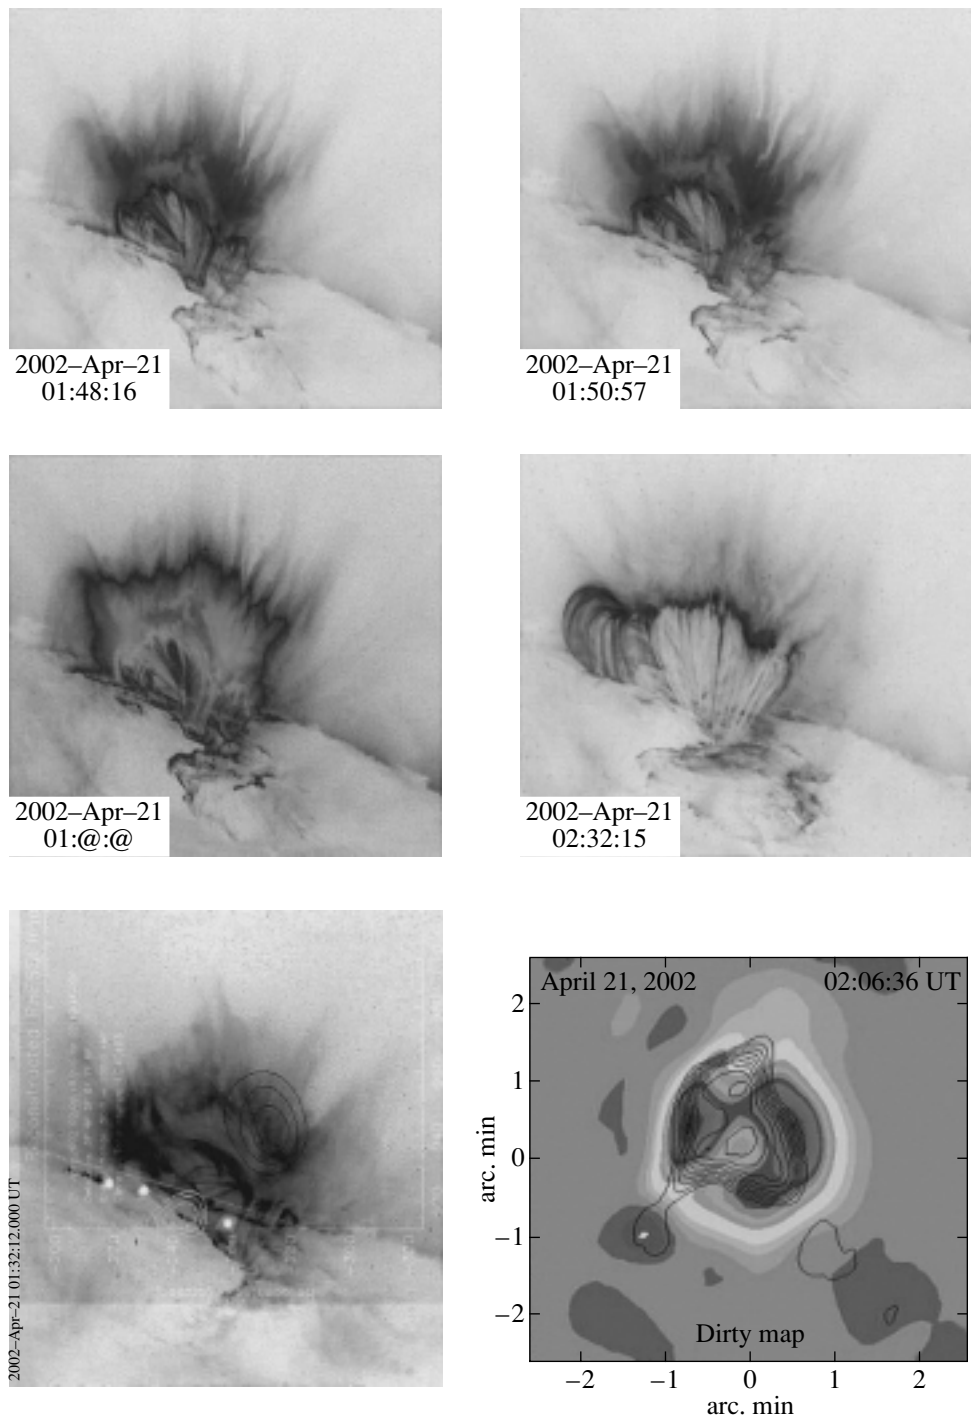 2002–Apr–21
01:48:16
2002–Apr–21
01:50:57
2002–Apr–21
01:@:@
2002–Apr–21
02:32:15
2002–Apr–21 01:32:12.000 UT
April 21, 2002 02:06:36 UT
2
1
0
−1
−2
arc. min
Dirty map
−2 −1 0 1 2
arc. min